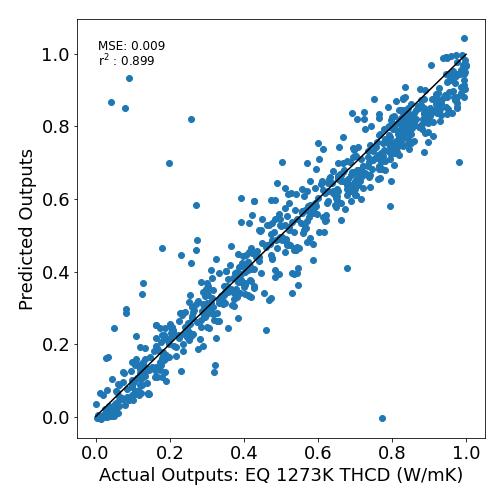 MSE: 0.009
r² : 0.899
1.0
0.8
0.6
0.4
0.2
0.0
Predicted Outputs
0.0 0.2 0.4 0.6 0.8 1.0
Actual Outputs: EQ 1273K THCD (W/mK)